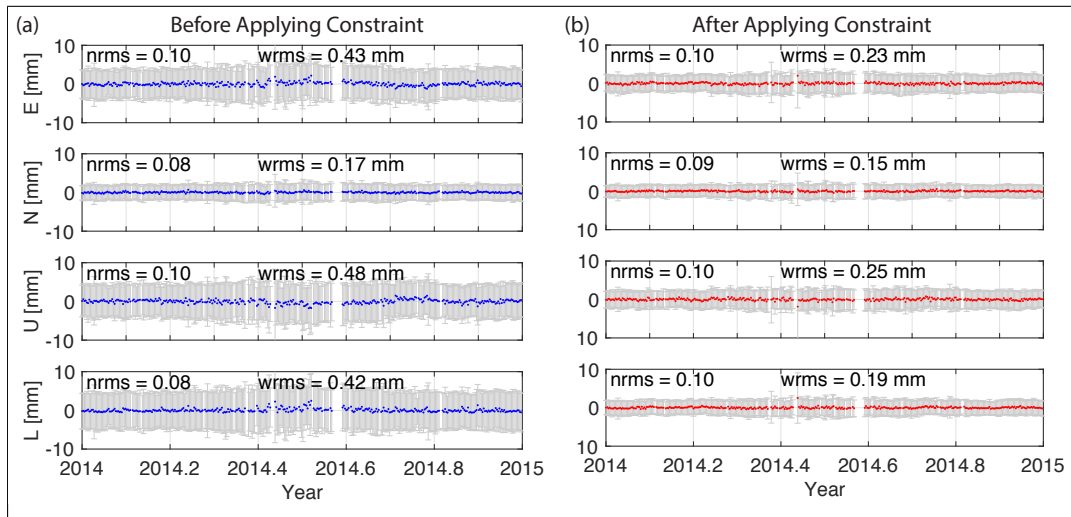 (a) Before Applying Constraint
10
nrms = 0.10 wrms = 0.43 mm
E [mm]
0
-10
10
nrms = 0.08 wrms = 0.17 mm
N [mm]
0
-10
10
nrms = 0.10 wrms = 0.48 mm
U [mm]
0
-10
10
nrms = 0.08 wrms = 0.42 mm
L [mm]
0
-10
2014 2014.2 2014.4 2014.6 2014.8 2015
Year
(b) After Applying Constraint
10
nrms = 0.10 wrms = 0.23 mm
0
10
10
nrms = 0.09 wrms = 0.15 mm
0
10
10
nrms = 0.10 wrms = 0.25 mm
0
10
10
nrms = 0.10 wrms = 0.19 mm
0
10
2014 2014.2 2014.4 2014.6 2014.8 2015
Year